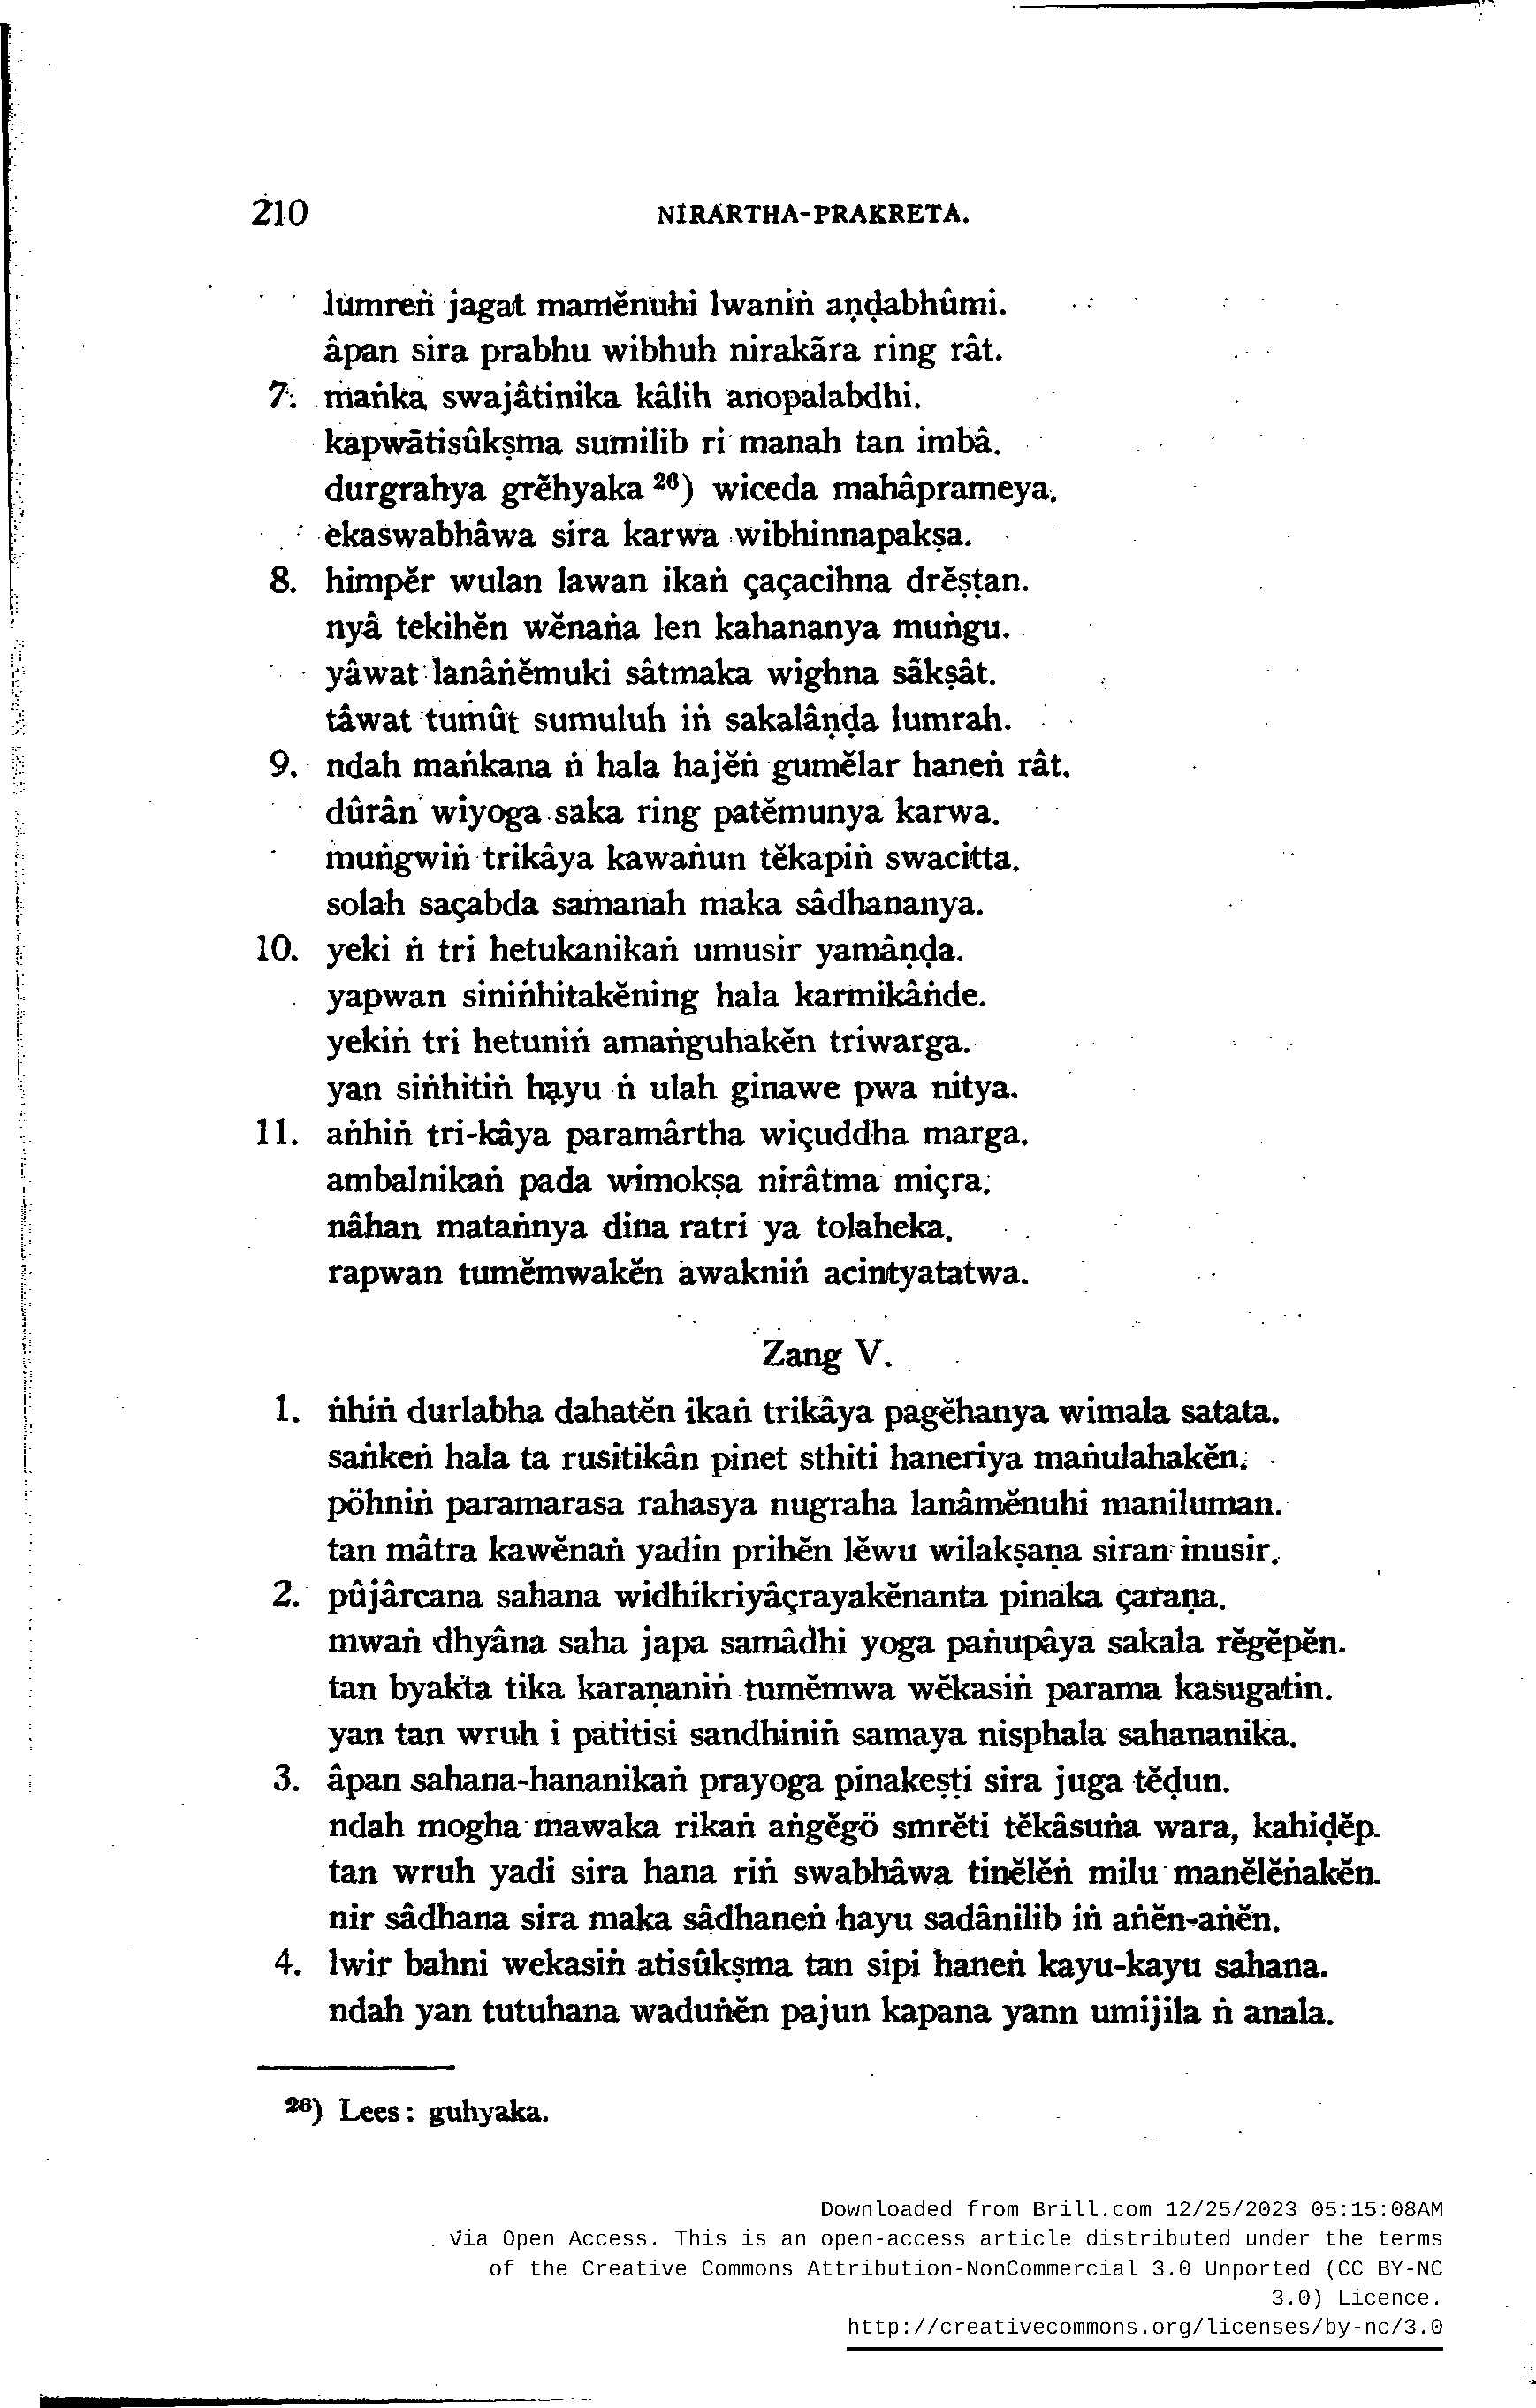 210 NIRARTHA-PRAKRETA.
lumreṅ jagat mamĕnuhi lwaniṅ aṇḍabhûmi.
âpan sira prabhu wibhuh nirakāra ring rât.
7. maṅka swajâtinika kâlih anopalabdhi.
kapwātisûkṣma sumilib ri manah tan imbâ.
durgrahya grĕhyaka ²⁶) wiceda mahâprameya.
ekaswabhâwa sira karwa wibhinnapakṣa.
8. himpĕr wulan lawan ikaṅ çaçacihna drĕṣṭan.
nyâ tekihĕn wĕnaṅa len kahananya muṅgu.
yâwat lanâṅĕmuki sâtmaka wighna sâkṣât.
tâwat tumût sumuluh iṅ sakalâṇḍa lumrah.
9. ndah maṅkana ṅ hala hajĕṅ gumĕlar haneṅ rât.
dûrân wiyoga saka ring patĕmunya karwa.
muṅgwiṅ trikâya kawaṅun tĕkapiṅ swacitta.
solah saçabda samanah maka sâdhananya.
10. yeki ṅ tri hetukanikaṅ umusir yamâṇḍa.
yapwan siniṅhitakĕning hala karmikâṅde.
yekiṅ tri hetuniṅ amaṅguhakĕn triwarga.
yan siṅhitiṅ hayu ṅ ulah ginawe pwa nitya.
11. aṅhiṅ tri-kâya paramârtha wiçuddha marga.
ambalnikaṅ pada wimokṣa nirâtma miçra.
nâhan mataṅnya dina ratri ya tolaheka.
rapwan tumĕmwakĕn awakniṅ acintyatatwa.
Zang V.
1. ṅhiṅ durlabha dahatĕn ikaṅ trikâya pagĕhanya wimala satata.
saṅkeṅ hala ta rusitikân pinet sthiti haneriya maṅulahakĕn.
pöhniṅ paramarasa rahasya nugraha lanâmĕnuhi maniluman.
tan mâtra kawĕnaṅ yadin prihĕn lĕwu wilakṣaṇa siran inusir.
2. pûjârcana sahana widhikriyâçrayakĕnanta pinaka çaraṇa.
mwaṅ dhyâna saha japa samâdhi yoga paṅupâya sakala rĕgĕpĕn.
tan byakta tika karaṇaniṅ tumĕmwa wĕkasiṅ parama kasugatin.
yan tan wruh i patitisi sandhiniṅ samaya nisphala sahananika.
3. âpan sahana-hananikaṅ prayoga pinakeṣṭi sira juga tĕḍun.
ndah mogha mawaka rikaṅ aṅgĕgö smrĕti tĕkâsuṅa wara, kahiḍĕp.
tan wruh yadi sira hana riṅ swabhâwa tinĕlĕṅ milu manĕlĕṅakĕn.
nir sâdhana sira maka sâdhaneṅ hayu sadânilib iṅ aṅĕn-aṅĕn.
4. lwir bahni wekasiṅ atisûkṣma tan sipi haneṅ kayu-kayu sahana.
ndah yan tutuhana waduṅĕn pajun kapana yann umijila ṅ anala.
²⁶) Lees: guhyaka.
Downloaded from Brill.com 12/25/2023 05:15:08AM
via Open Access. This is an open-access article distributed under the terms
of the Creative Commons Attribution-NonCommercial 3.0 Unported (CC BY-NC
3.0) Licence.
http://creativecommons.org/licenses/by-nc/3.0